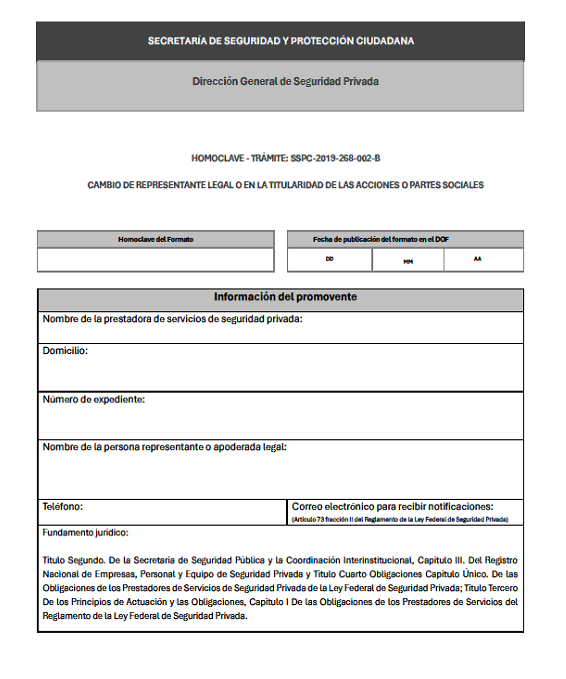 SECRETARÍA DE SEGURIDAD Y PROTECCIÓN CIUDADANA
Dirección General de Seguridad Privada
HOMOCLAVE - TRÁMITE: SSPC-2019-268-002-B
CAMBIO DE REPRESENTANTE LEGAL O EN LA TITULARIDAD DE LAS ACCIONES O PARTES SOCIALES
Homoclave del Formato
Fecha de publicación del formato en el DOF
DD MM AA
Información del promovente
Nombre de la prestadora de servicios de seguridad privada:
Domicilio:
Número de expediente:
Nombre de la persona representante o apoderada legal:
Teléfono:
Correo electrónico para recibir notificaciones:
(Artículo 73 fracción II del Reglamento de la Ley Federal de Seguridad Privada)
Fundamento jurídico:
Título Segundo. De la Secretaría de Seguridad Pública y la Coordinación Interinstitucional, Capítulo III. Del Registro
Nacional de Empresas, Personal y Equipo de Seguridad Privada y Título Cuarto Obligaciones Capítulo Único. De las
Obligaciones de los Prestadores de Servicios de Seguridad Privada de la Ley Federal de Seguridad Privada; Título Tercero
De los Principios de Actuación y las Obligaciones, Capítulo I De las Obligaciones de los Prestadores de Servicios del
Reglamento de la Ley Federal de Seguridad Privada.